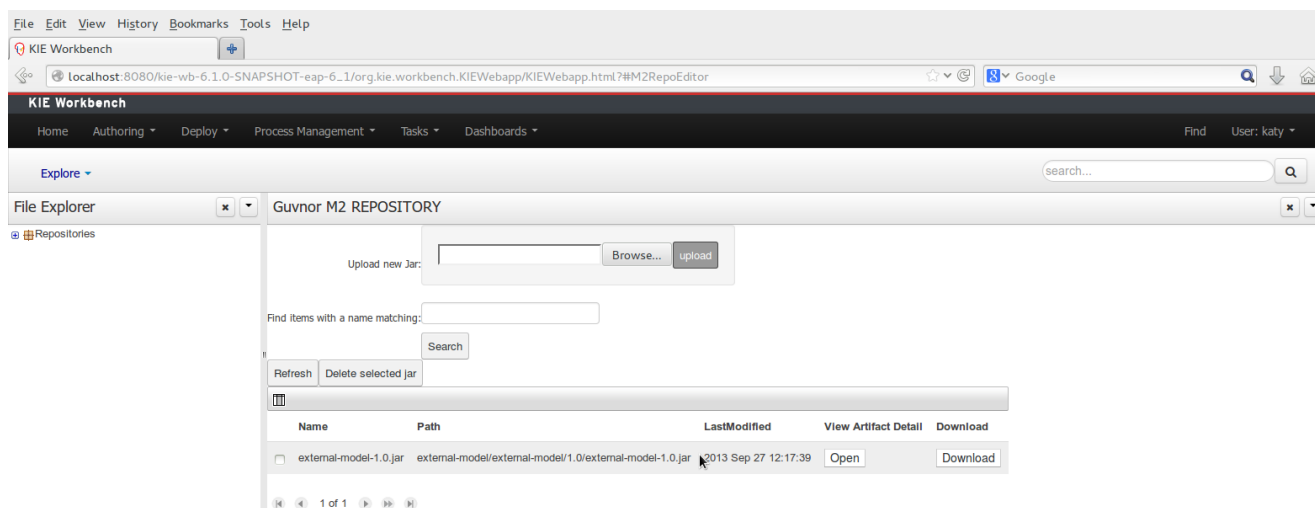 File Edit View History Bookmarks Tools Help
KIE Workbench
localhost:8080/kie-wb-6.1.0-SNAPSHOT-eap-6_1/org.kie.workbench.KIEWebapp/KIEWebapp.html?#M2RepoEditor Google
KIE Workbench
Home Authoring Deploy Process Management Tasks Dashboards Find User: katy
Explore search...
File Explorer Guvnor M2 REPOSITORY
Repositories
Upload new Jar: Browse... upload
Find items with a name matching:
Search
Refresh Delete selected jar
Name Path LastModified View Artifact Detail Download
external-model-1.0.jar external-model/external-model/1.0/external-model-1.0.jar 2013 Sep 27 12:17:39 Open Download
1 of 1